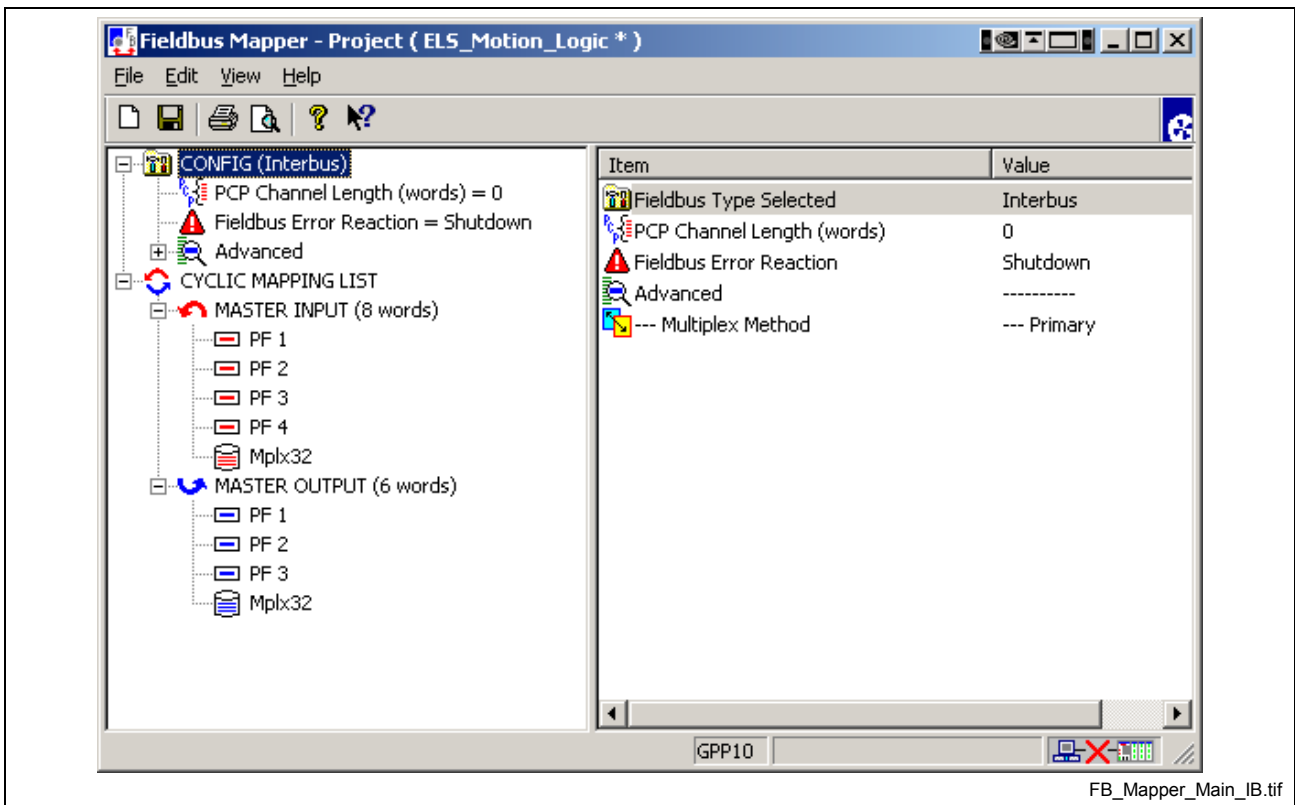 Fieldbus Mapper - Project ( ELS_Motion_Logic * )
File Edit View Help
CONFIG (Interbus)
PCP Channel Length (words) = 0
Fieldbus Error Reaction = Shutdown
Advanced
CYCLIC MAPPING LIST
MASTER INPUT (8 words)
PF 1
PF 2
PF 3
PF 4
Mplx32
MASTER OUTPUT (6 words)
PF 1
PF 2
PF 3
Mplx32
Item Value
Fieldbus Type Selected Interbus
PCP Channel Length (words) 0
Fieldbus Error Reaction Shutdown
Advanced ----------
--- Multiplex Method --- Primary
GPP10
FB_Mapper_Main_IB.tif